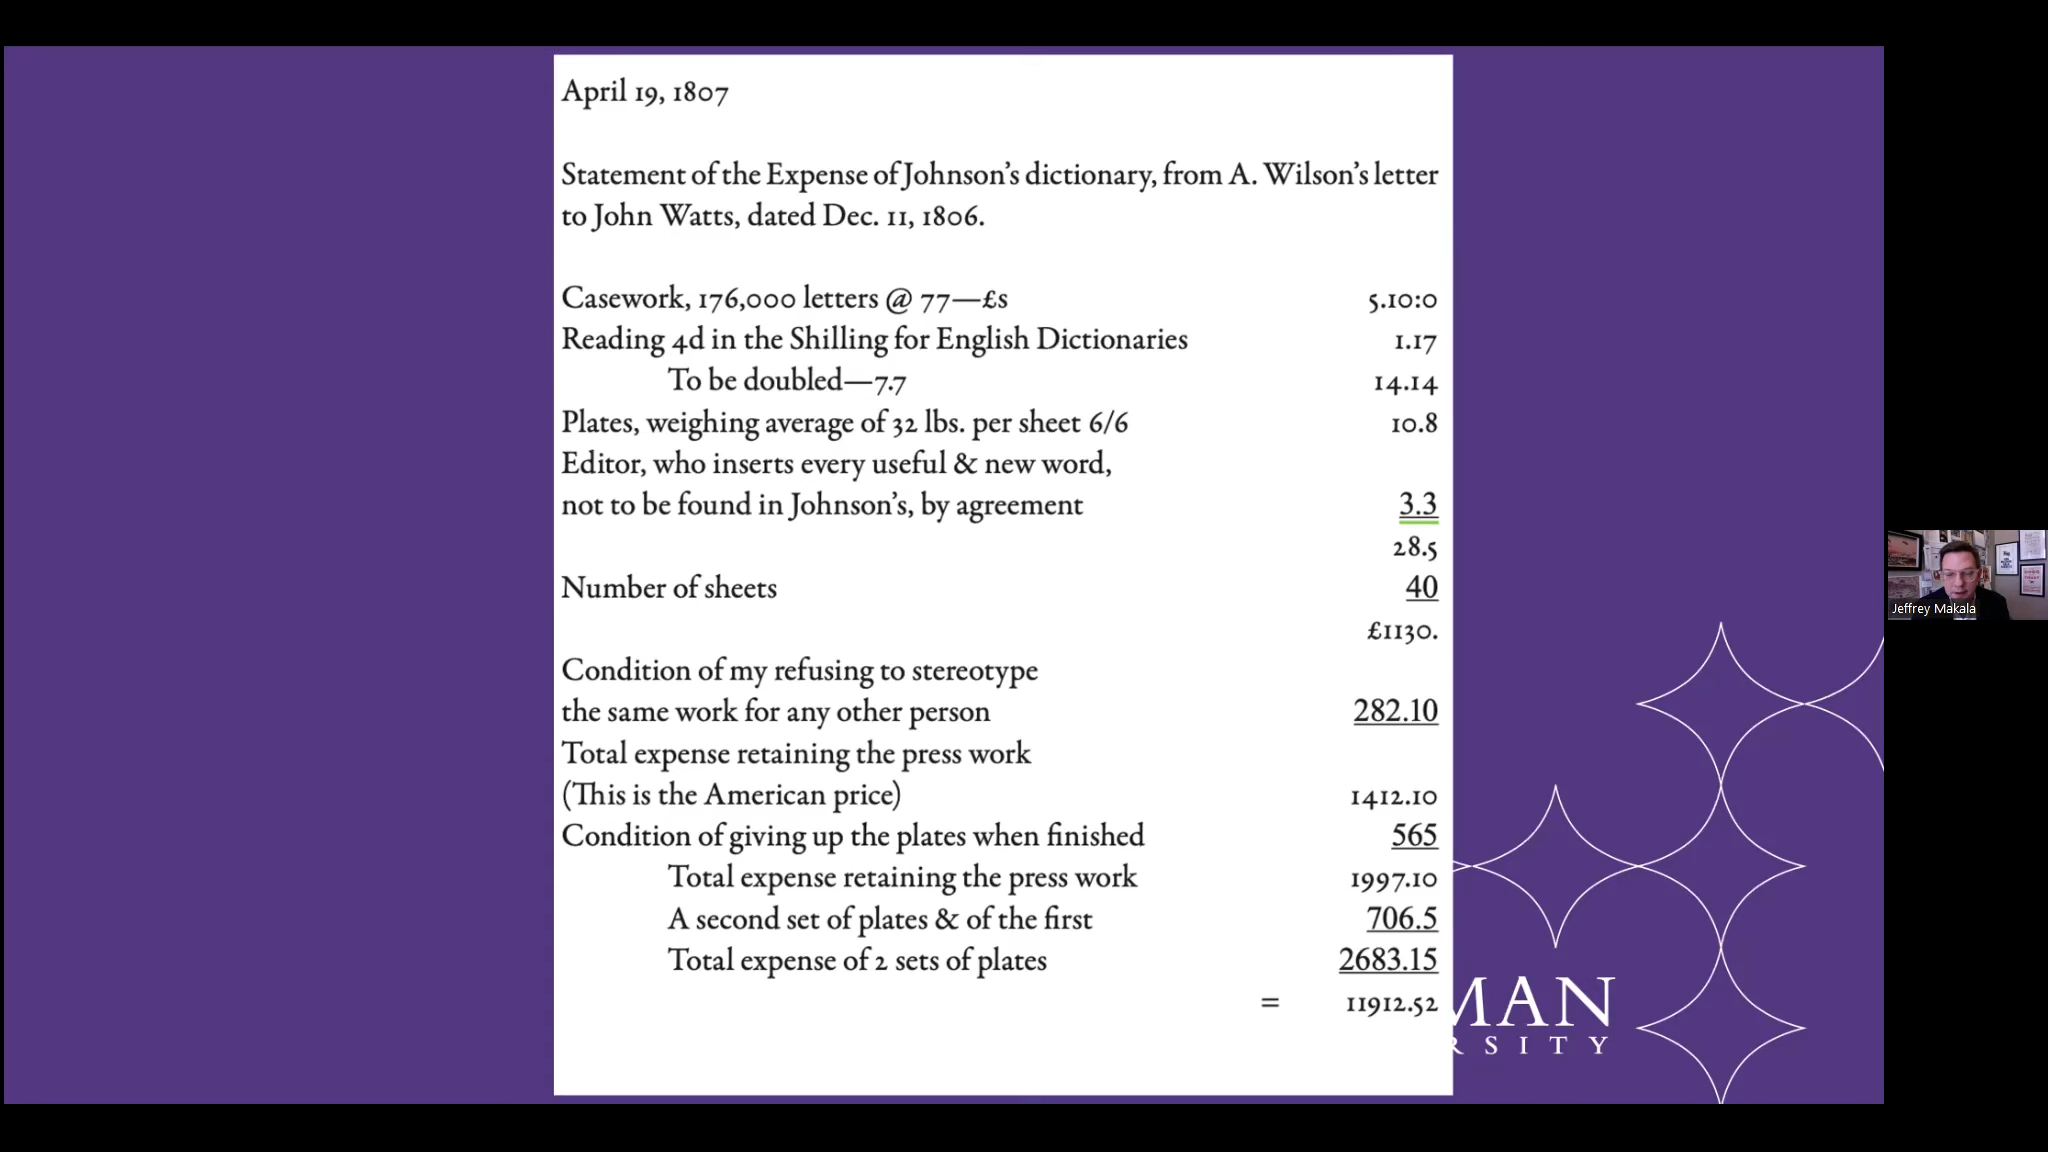 April 19, 1807
Statement of the Expense of Johnson's dictionary, from A. Wilson's letter
to John Watts, dated Dec. 11, 1806.
Casework, 176,000 letters @ 77—£s 5.10:0
Reading 4d in the Shilling for English Dictionaries 1.17
To be doubled—7.7 14.14
Plates, weighing average of 32 lbs. per sheet 6/6 10.8
Editor, who inserts every useful & new word,
not to be found in Johnson's, by agreement 3.3
28.5
Number of sheets 40
£1130.
Condition of my refusing to stereotype
the same work for any other person 282.10
Total expense retaining the press work
(This is the American price) 1412.10
Condition of giving up the plates when finished 565
Total expense retaining the press work 1997.10
A second set of plates & of the first 706.5
Total expense of 2 sets of plates 2683.15
= 11912.52
MAN
RSITY
Jeffrey Makala